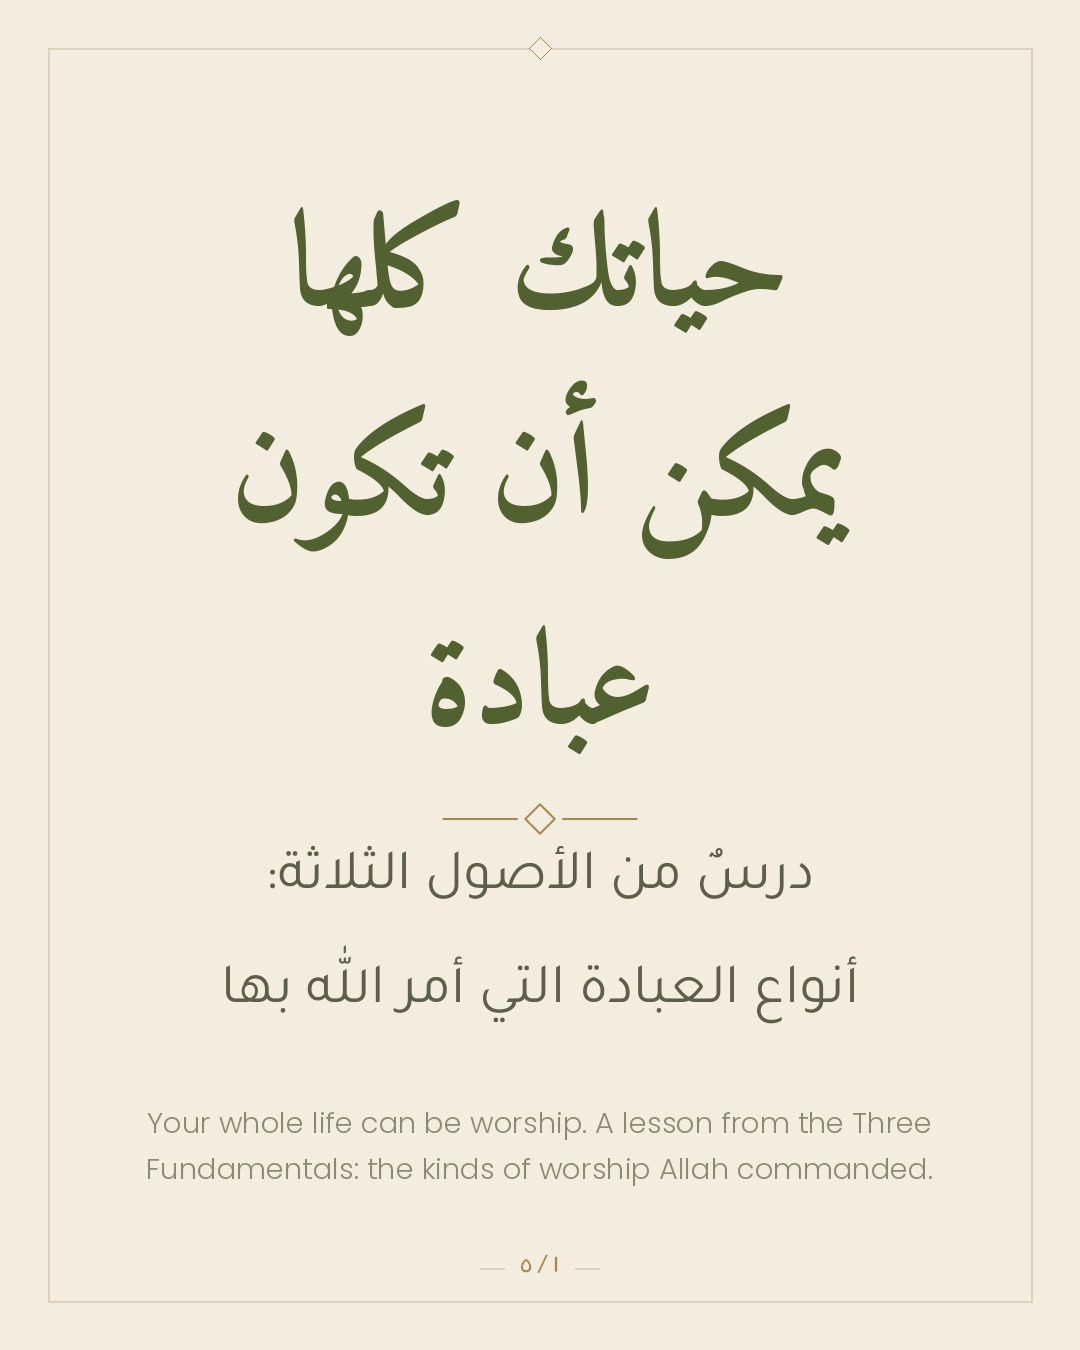 حياتك كلها
يمكن أن تكون
عبادة
درسٌ من الأصول الثلاثة:
أنواع العبادة التي أمر اللّٰه بها
Your whole life can be worship. A lesson from the Three
Fundamentals: the kinds of worship Allah commanded.
١/٥